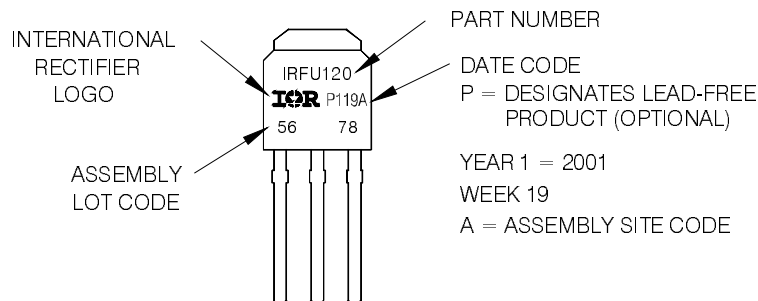 INTERNATIONAL
RECTIFIER
LOGO
ASSEMBLY
LOT CODE
IRFU120
IOR P119A
56 78
PART NUMBER
DATE CODE
P = DESIGNATES LEAD-FREE
PRODUCT (OPTIONAL)
YEAR 1 = 2001
WEEK 19
A = ASSEMBLY SITE CODE